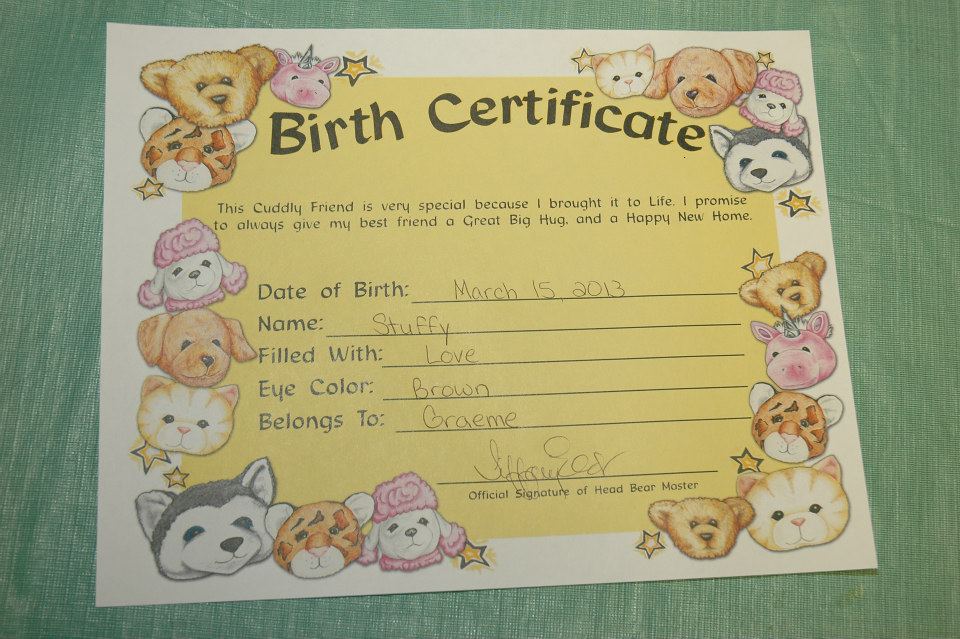 Birth Certificate
This Cuddly Friend is very special because I brought it to Life. I promise
to always give my best friend a Great Big Hug, and a Happy New Home.
Date of Birth: March 15, 2013
Name: Stuffy
Filled With: Love
Eye Color: Brown
Belongs To: Graeme
Official Signature of Head Bear Master